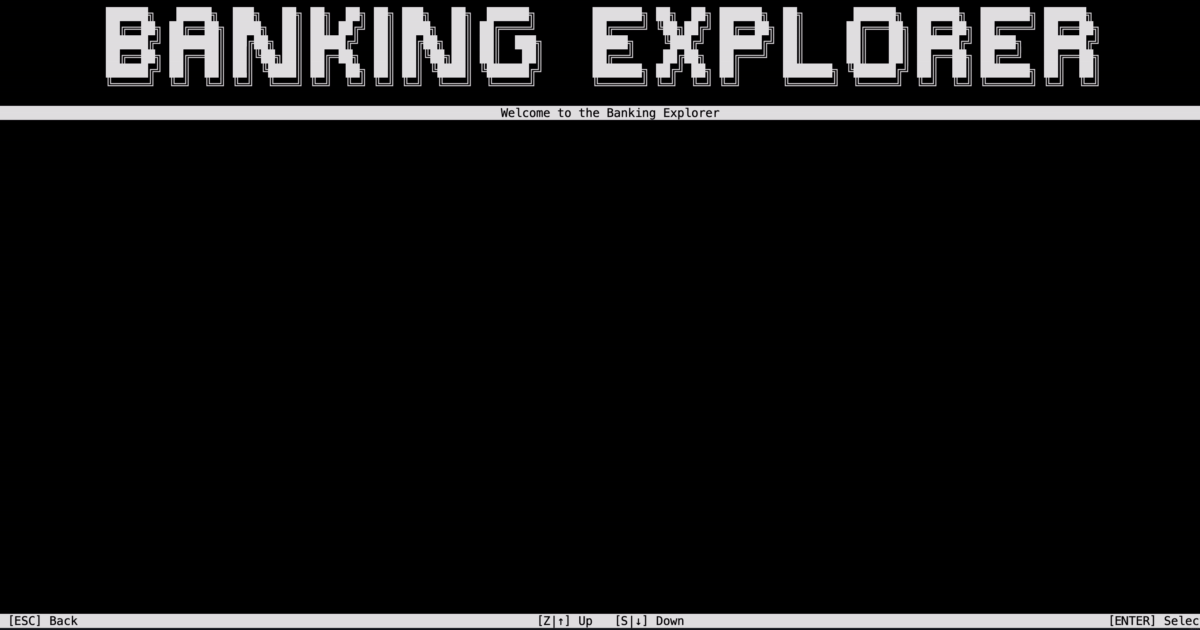 BANKING EXPLORER
Welcome to the Banking Explorer
[ESC] Back [Z|↑] Up [S|↓] Down [ENTER] Selec